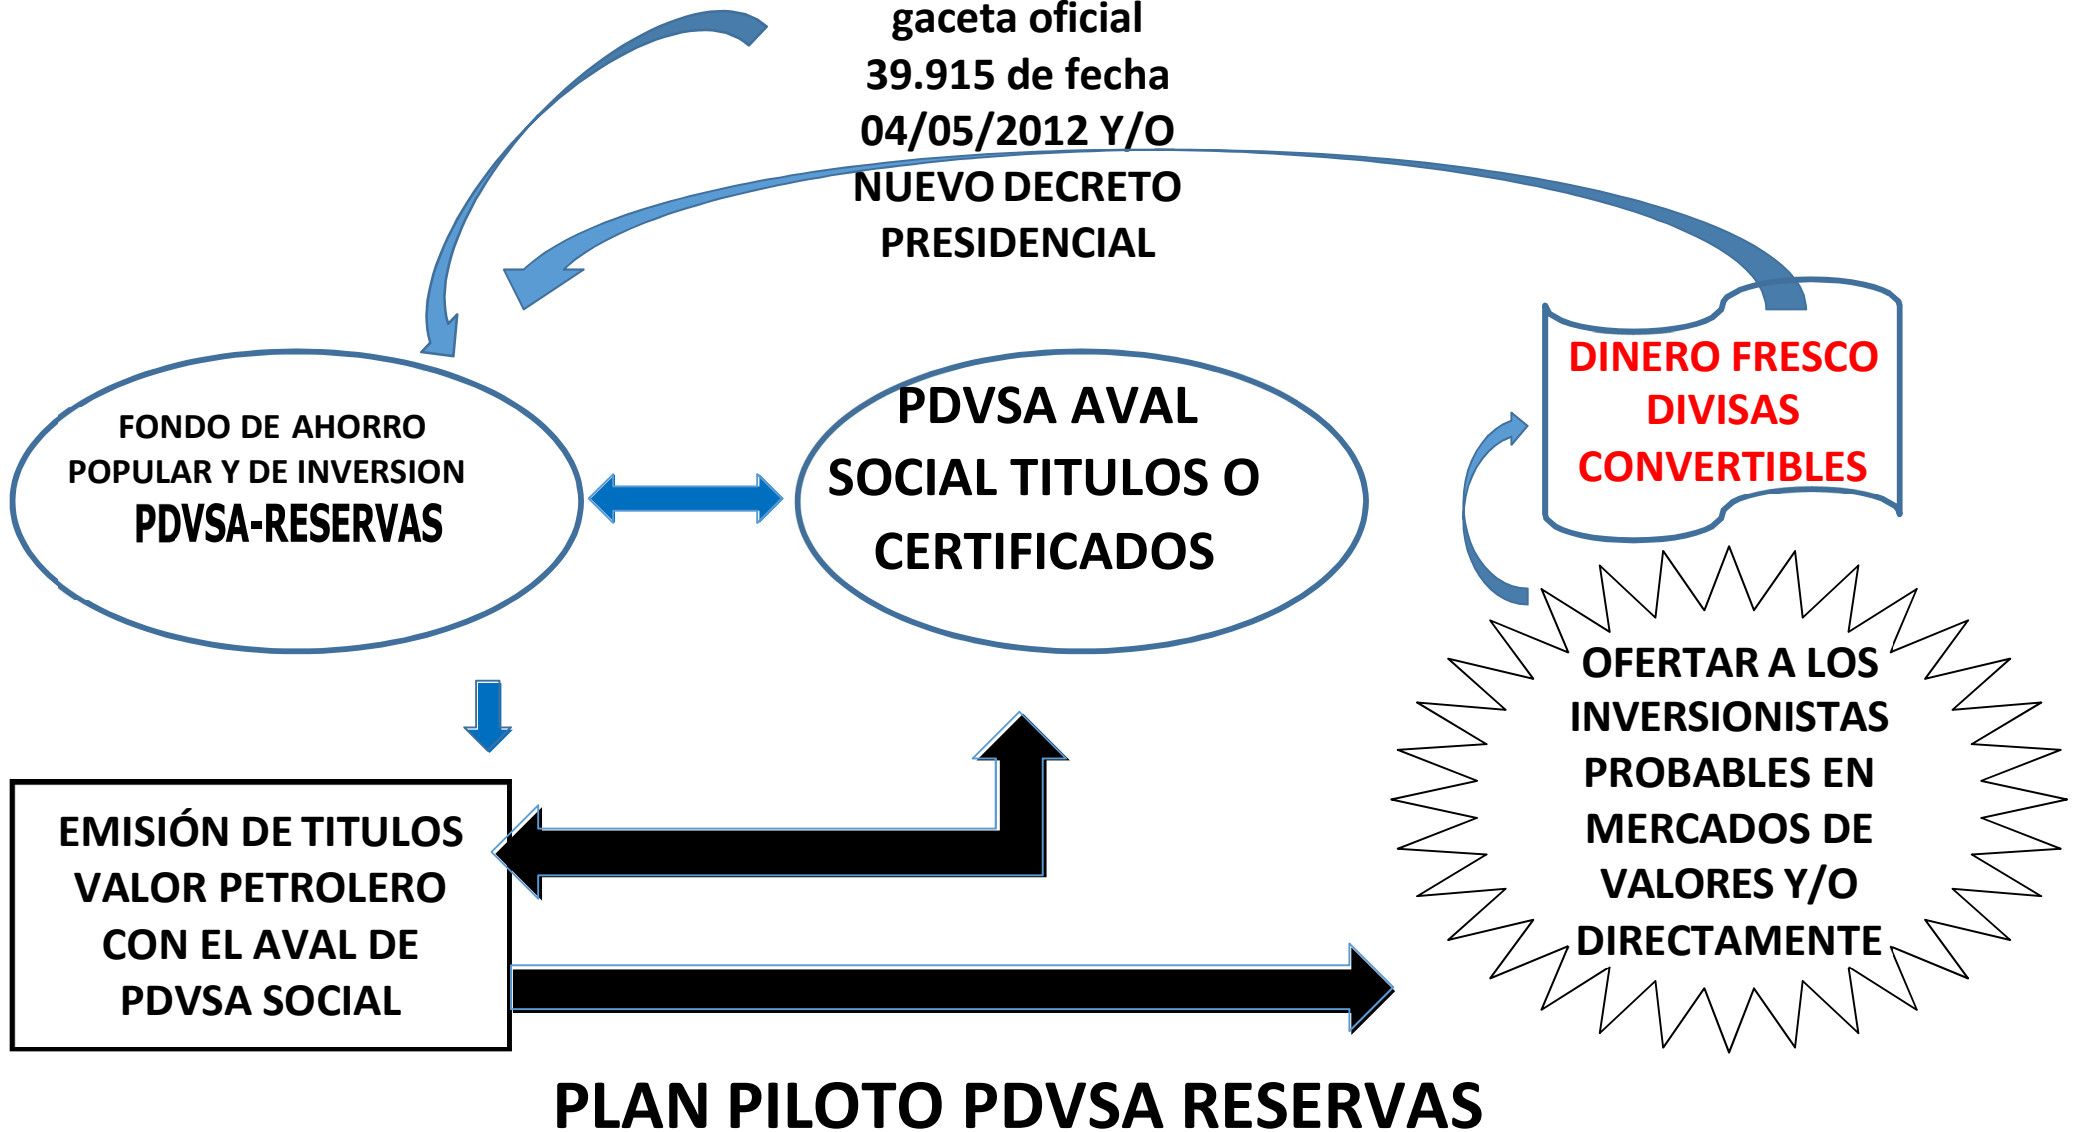 gaceta oficial
39.915 de fecha
04/05/2012 Y/O
NUEVO DECRETO
PRESIDENCIAL
FONDO DE AHORRO
POPULAR Y DE INVERSION
PDVSA-RESERVAS
PDVSA AVAL
SOCIAL TITULOS O
CERTIFICADOS
DINERO FRESCO
DIVISAS
CONVERTIBLES
OFERTAR A LOS
INVERSIONISTAS
PROBABLES EN
MERCADOS DE
VALORES Y/O
DIRECTAMENTE
EMISIÓN DE TITULOS
VALOR PETROLERO
CON EL AVAL DE
PDVSA SOCIAL
PLAN PILOTO PDVSA RESERVAS